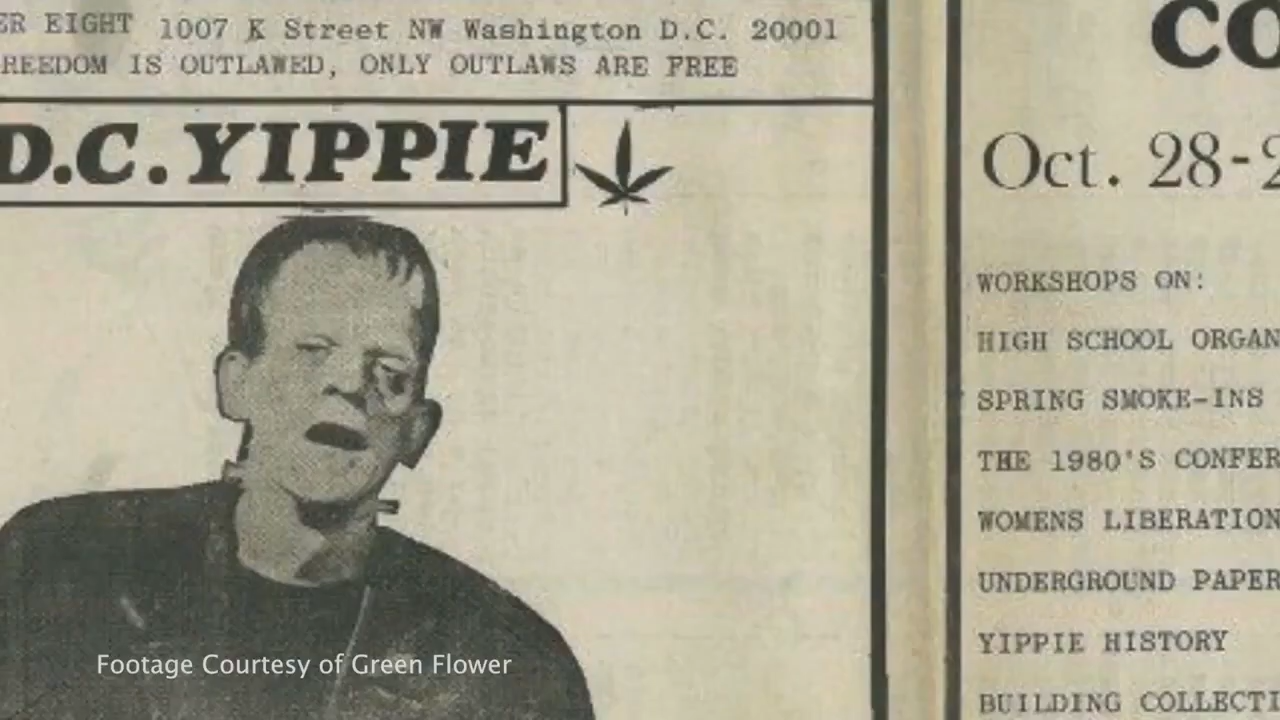 ER EIGHT 1007 K Street NW Washington D.C. 20001
REEDOM IS OUTLAWED, ONLY OUTLAWS ARE FREE
D.C. YIPPIE
CO
Oct. 28-2
WORKSHOPS ON:
HIGH SCHOOL ORGAN
SPRING SMOKE-INS
THE 1980'S CONFER
WOMENS LIBERATION
UNDERGROUND PAPER
YIPPIE HISTORY
BUILDING COLLECTI
Footage Courtesy of Green Flower